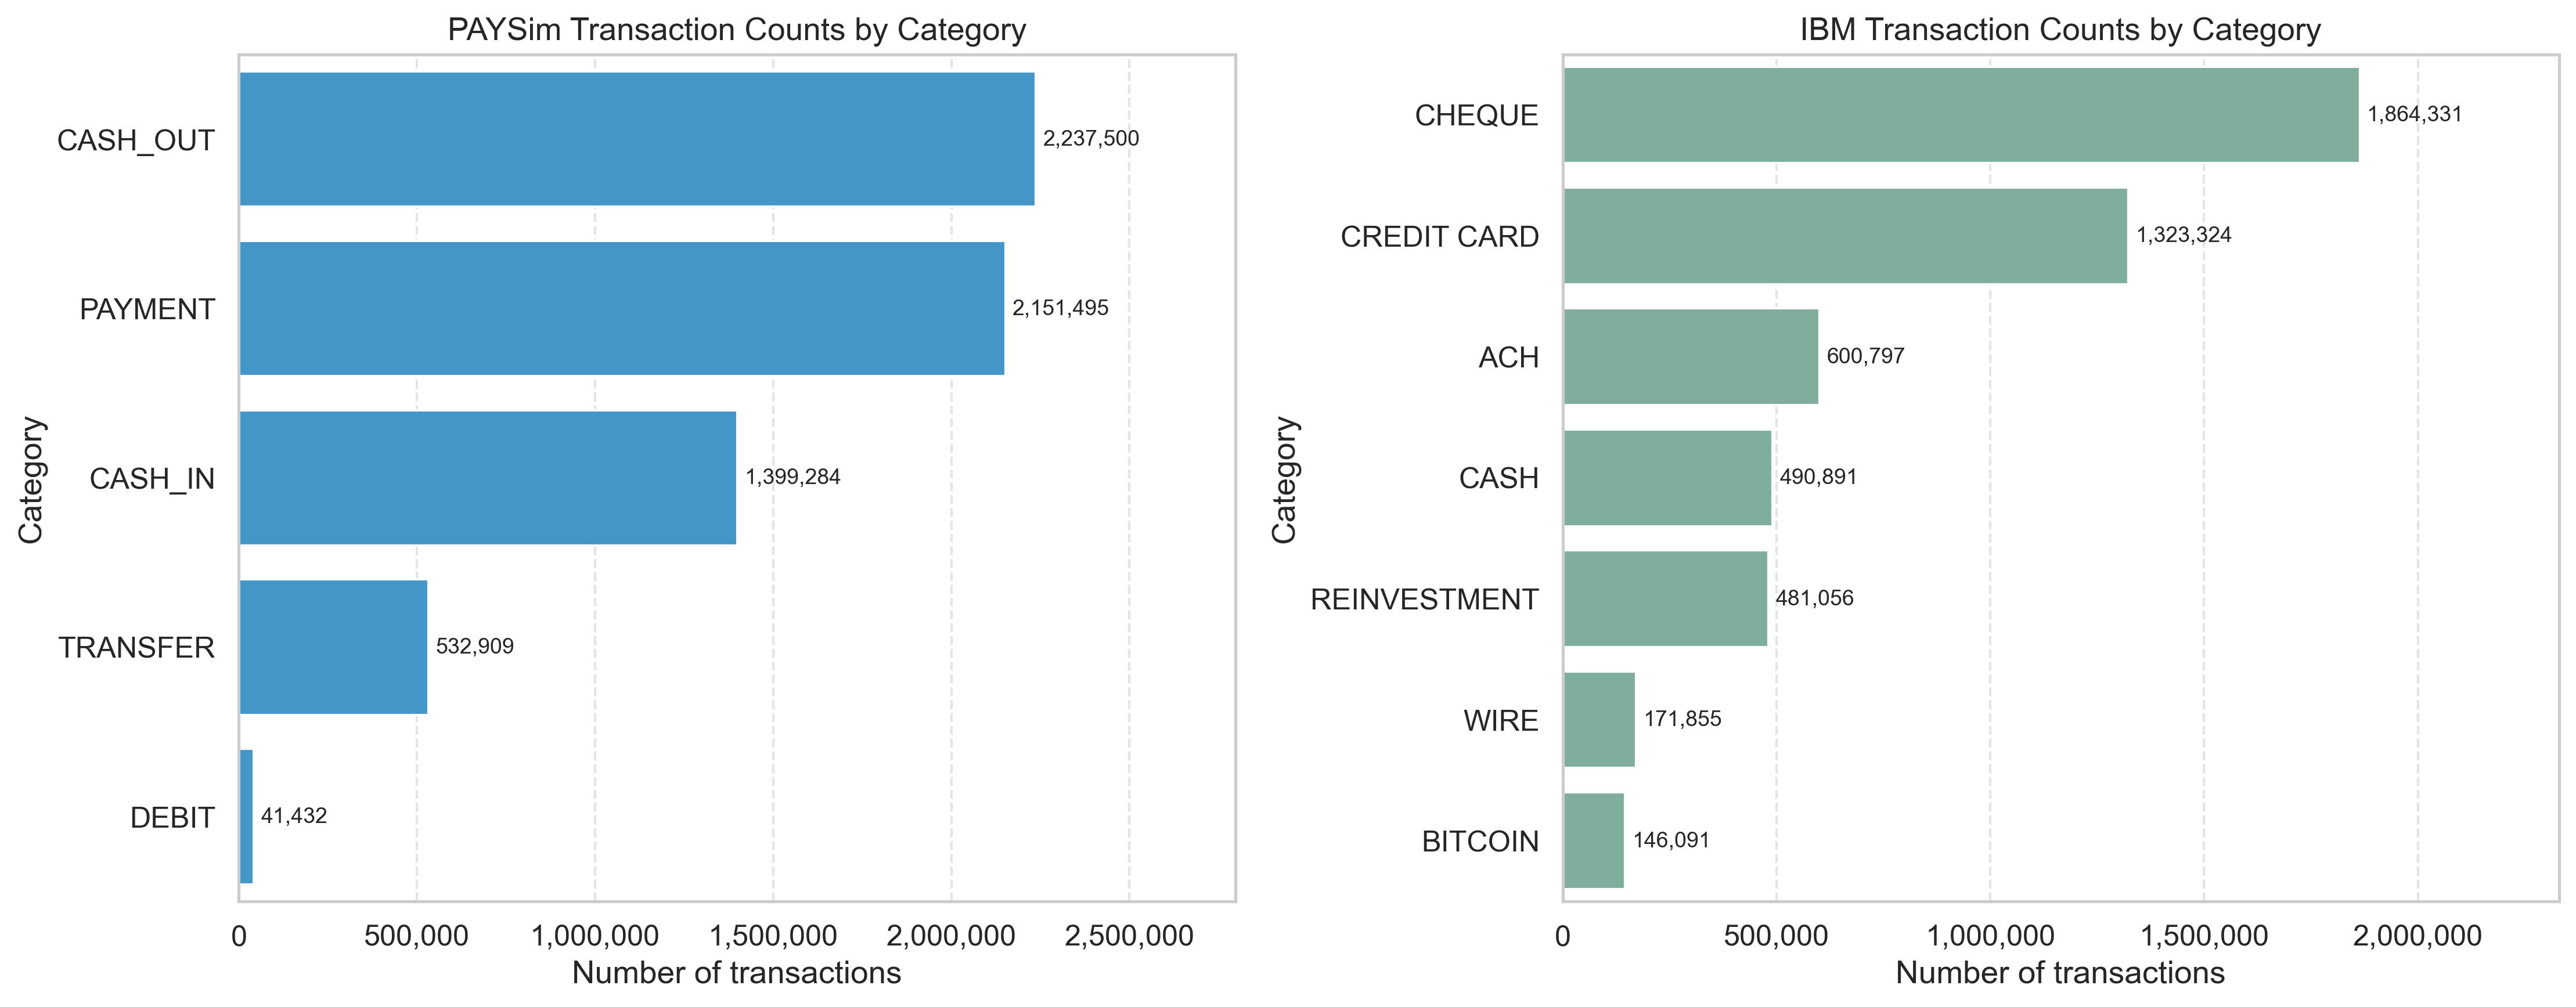 PAYSim Transaction Counts by Category
Category
CASH_OUT
2,237,500
PAYMENT
2,151,495
CASH_IN
1,399,284
TRANSFER
532,909
DEBIT
41,432
0 500,000 1,000,000 1,500,000 2,000,000 2,500,000
Number of transactions
IBM Transaction Counts by Category
Category
CHEQUE
1,864,331
CREDIT CARD
1,323,324
ACH
600,797
CASH
490,891
REINVESTMENT
481,056
WIRE
171,855
BITCOIN
146,091
0 500,000 1,000,000 1,500,000 2,000,000
Number of transactions